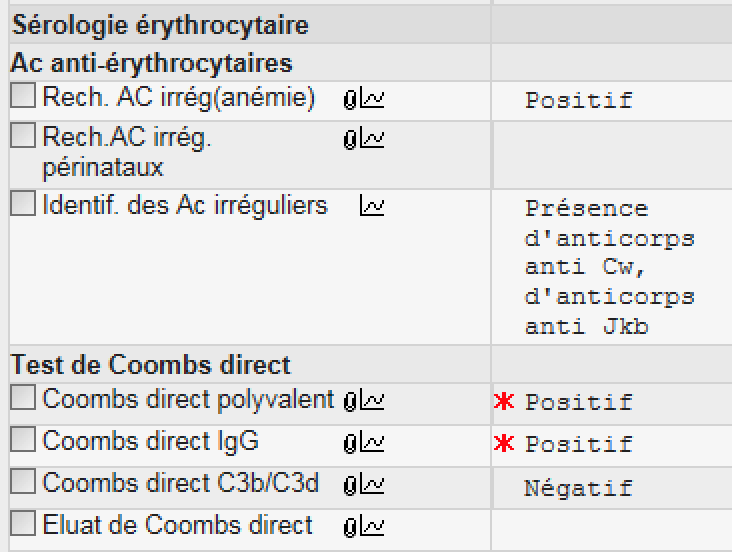 Sérologie érythrocytaire
Ac anti-érythrocytaires
Rech. AC irrég(anémie) Positif
Rech.AC irrég.
périnataux
Identif. des Ac irréguliers Présence
d'anticorps
anti Cw,
d'anticorps
anti Jkb
Test de Coombs direct
Coombs direct polyvalent * Positif
Coombs direct IgG * Positif
Coombs direct C3b/C3d Négatif
Eluat de Coombs direct